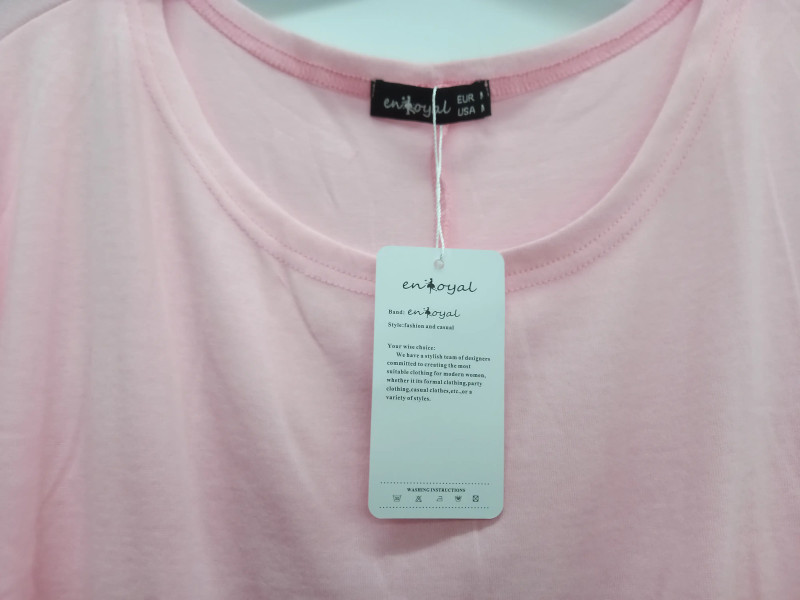 enjoyal EUR
USA
enjoyal
Band: enjoyal
Style:fashion and casual
Your wise choice:
We have a stylish team of designers
committed to creating the most
suitable clothing for modern women,
whether it its formal clothing,party
clothing,casual clothes,etc.,or a
variety of styles.
WASHING INSTRUCTIONS